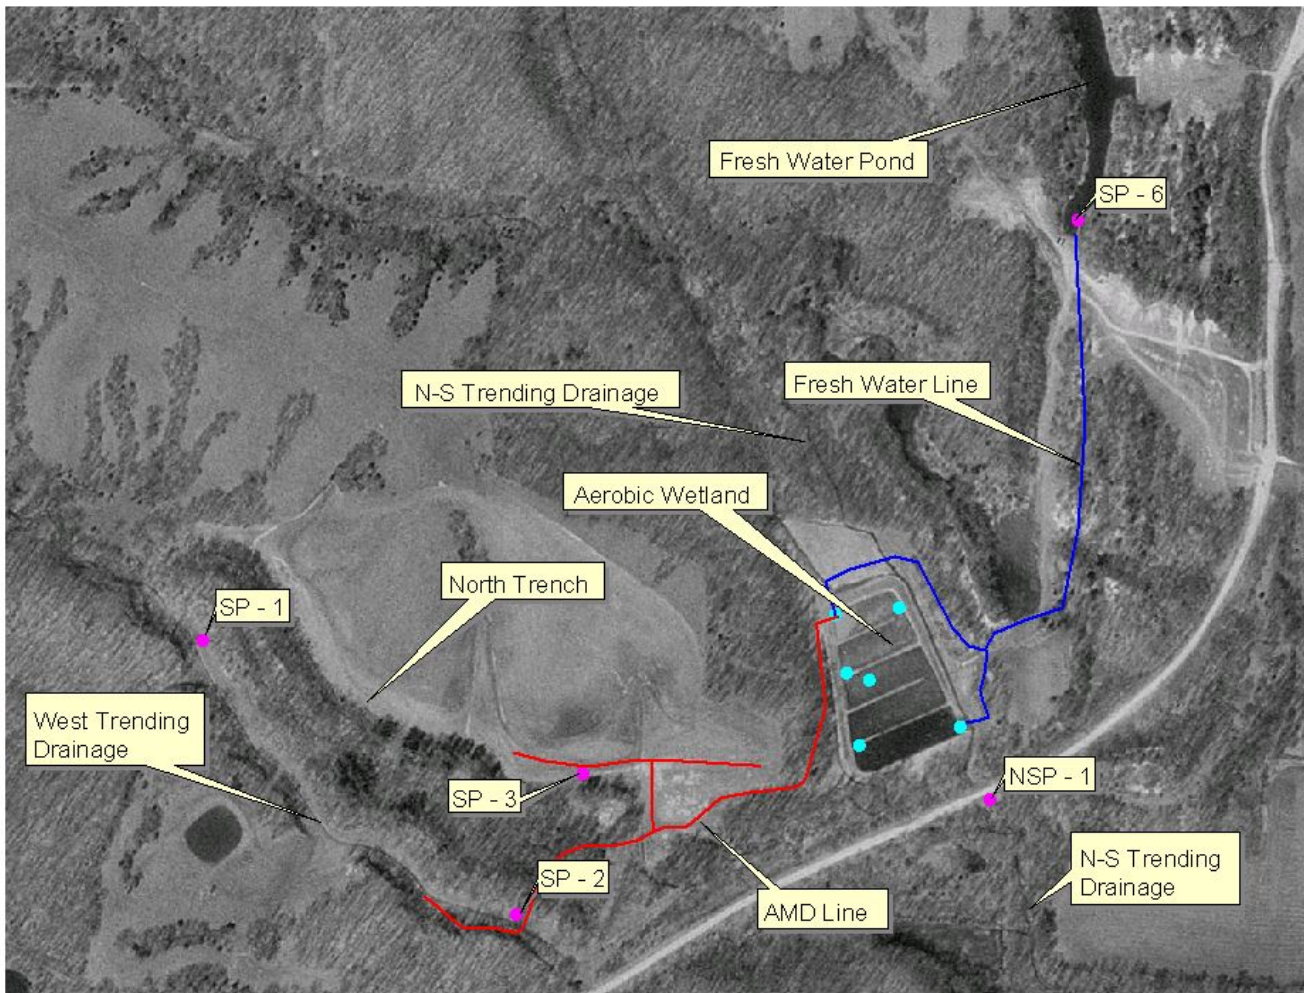 Fresh Water Pond
SP - 6
N-S Trending Drainage
Fresh Water Line
Aerobic Wetland
North Trench
SP - 1
West Trending
Drainage
SP - 3
NSP - 1
SP - 2
N-S Trending
Drainage
AMD Line